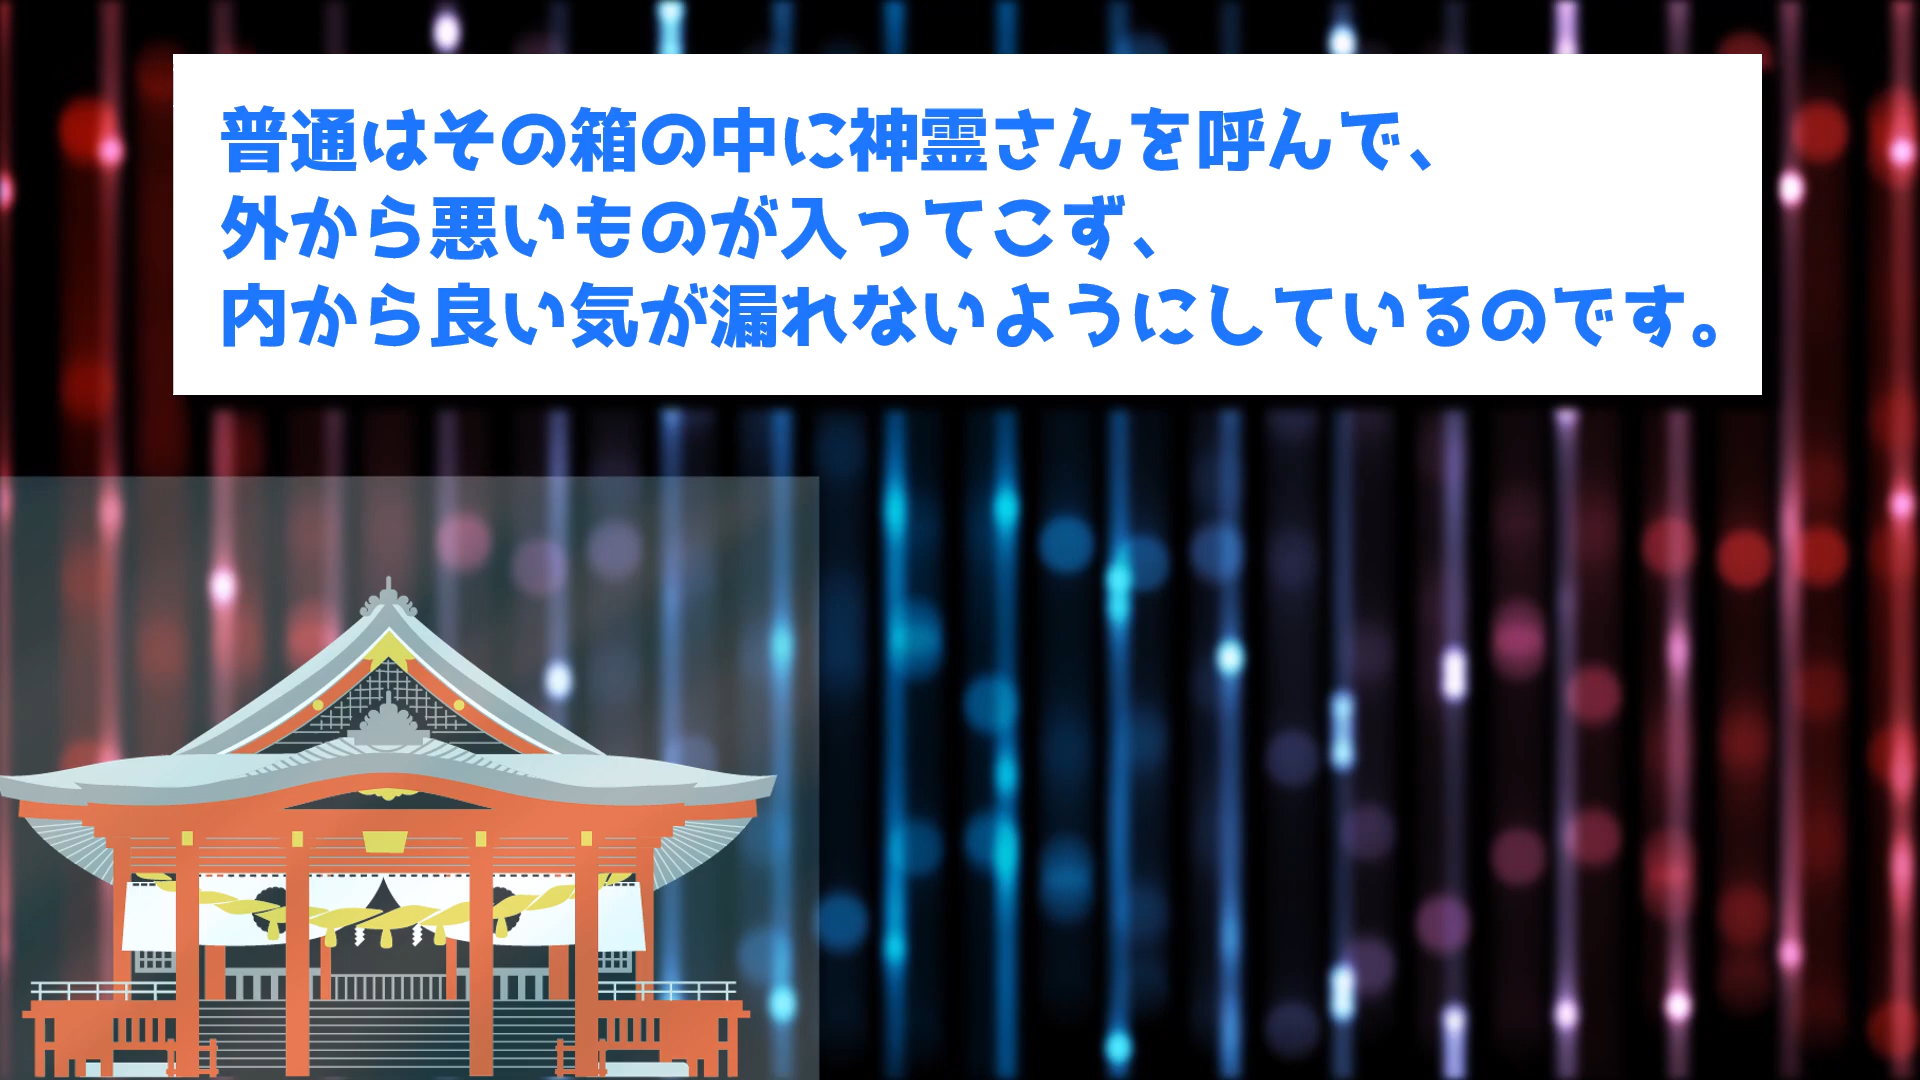 普通はその箱の中に神霊さんを呼んで、
外から悪いものが入ってこず、
内から良い気が漏れないようにしているのです。